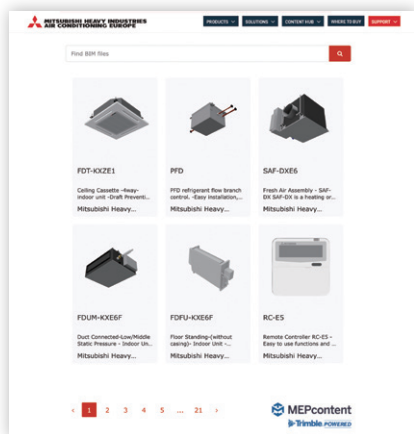 MITSUBISHI HEAVY INDUSTRIES
AIR CONDITIONING EUROPE
PRODUCTS SOLUTIONS CONTENT HUB WHERE TO BUY SUPPORT
Find BIM files
FDT-KXZE1
Ceiling Cassette -4way-
indoor unit -Draft Preventi...
Mitsubishi Heavy...
PFD
PFD refrigerant flow branch
control. -Easy installation,...
Mitsubishi Heavy...
SAF-DXE6
Fresh Air Assembly - SAF-
DX SAF-DX is a heating or...
Mitsubishi Heavy...
FDUM-KXE6F
Duct Connected-Low/Middle
Static Pressure - Indoor Un...
Mitsubishi Heavy...
FDFU-KXE6F
Floor Standing-(without
casing)- Indoor Unit -...
Mitsubishi Heavy...
RC-E5
Remote Controller RC-E5 -
Easy to use functions and ...
Mitsubishi Heavy...
‹ 1 2 3 4 5 ... 21 ›
MEPcontent
Trimble. POWERED